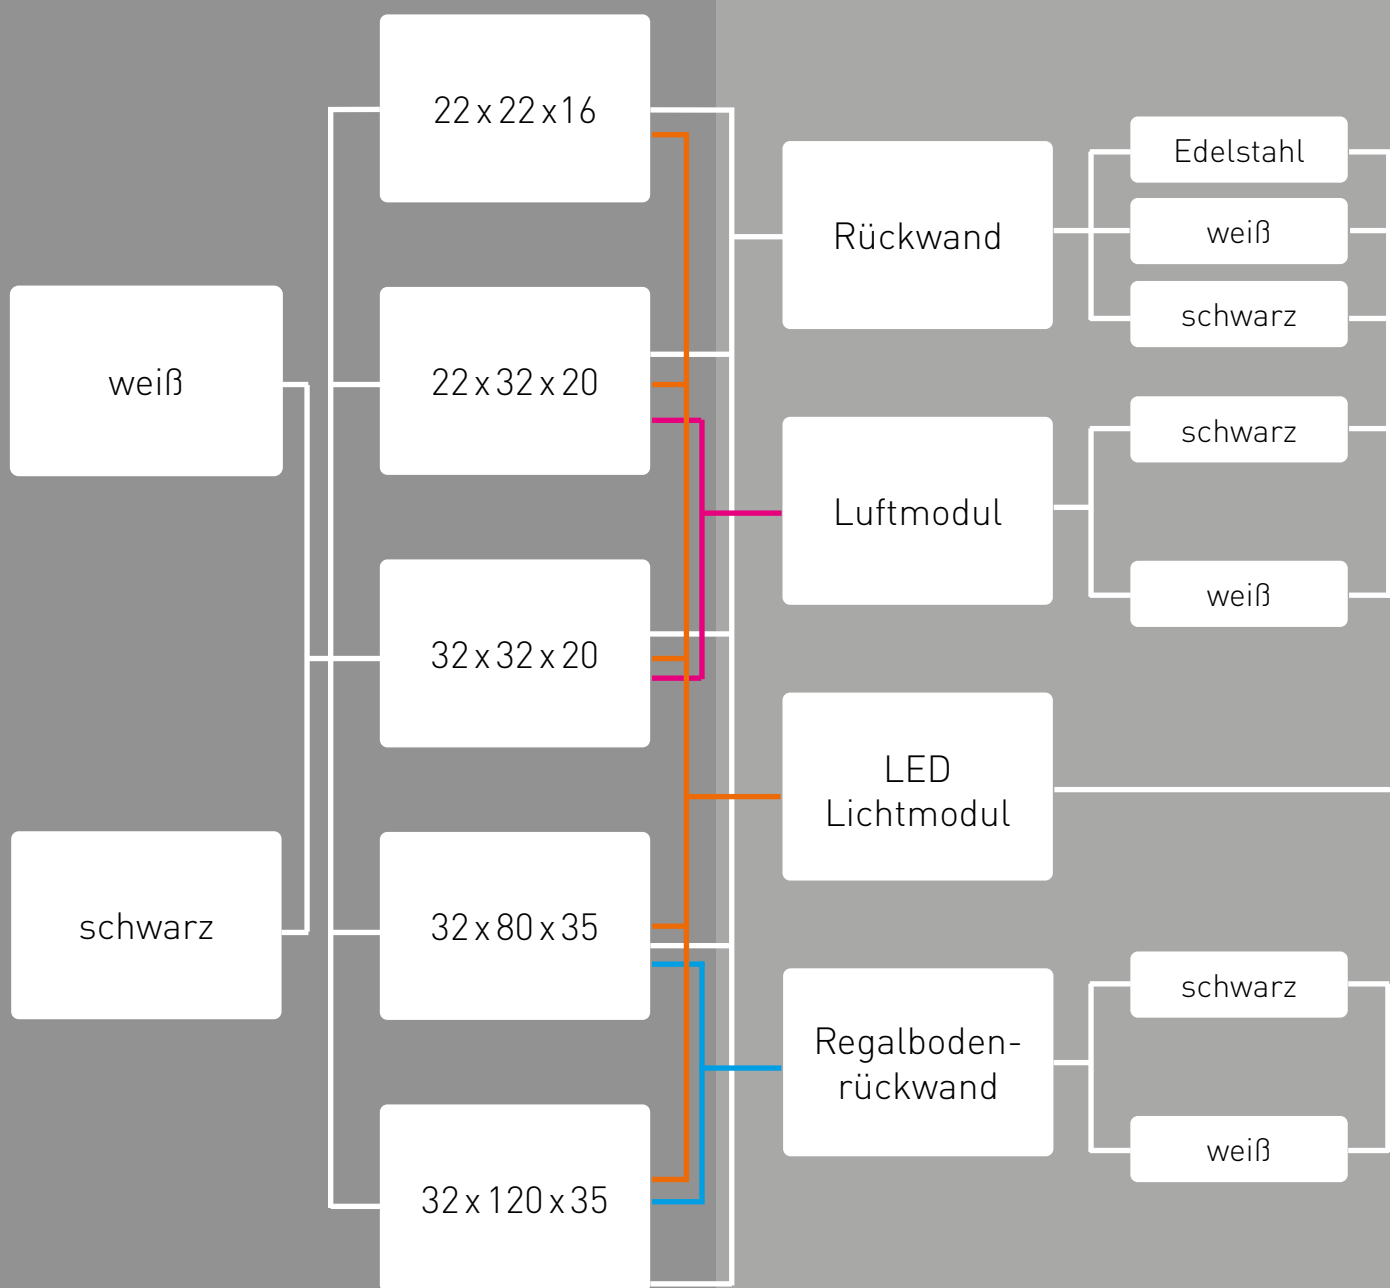 weiß
schwarz
22 x 22 x 16
22 x 32 x 20
32 x 32 x 20
32 x 80 x 35
32 x 120 x 35
Rückwand
Edelstahl
weiß
schwarz
Luftmodul
schwarz
weiß
LED
Lichtmodul
Regalboden-
rückwand
schwarz
weiß